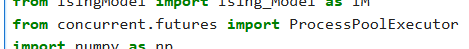 from IsingModel import Ising_Model as IM
from concurrent.futures import ProcessPoolExecutor
import numpy as np